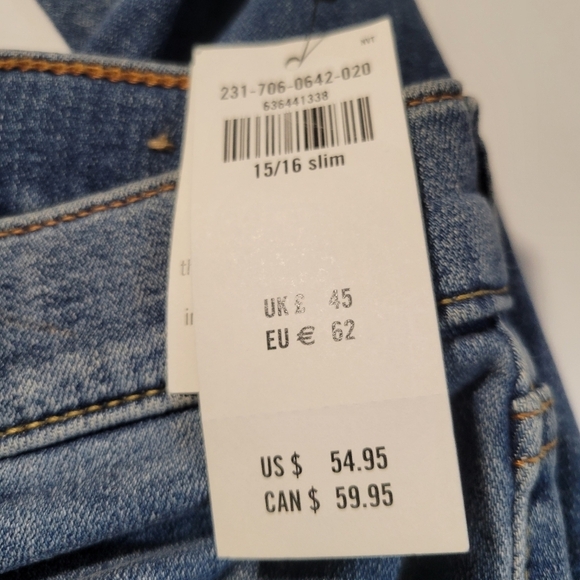 231-706-0642-020
636441338
15/16 slim
UK £ 45
EU € 62
US $ 54.95
CAN $ 59.95